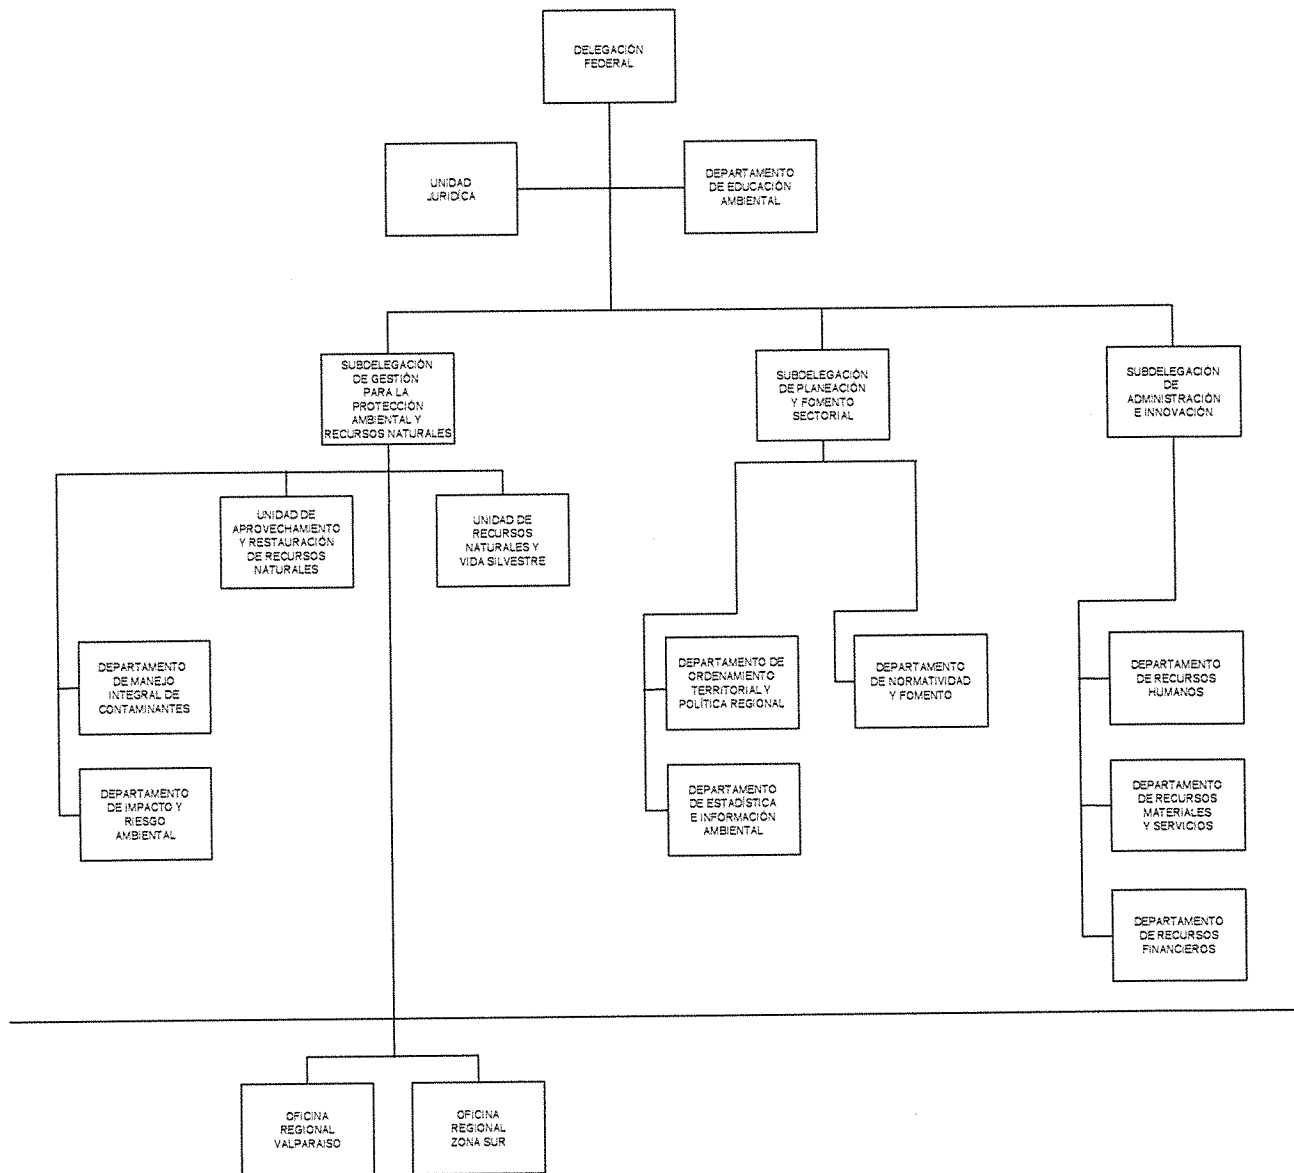 DELEGACIÓN
FEDERAL
UNIDAD
JURIDÍCA
DEPARTAMENTO
DE EDUCACIÓN
AMBIENTAL
SUBDELEGACIÓN
DE GESTIÓN
PARA LA
PROTECCIÓN
AMBIENTAL Y
RECURSOS NATURALES
SUBDELEGACIÓN
DE PLANEACIÓN
Y FOMENTO
SECTORIAL
SUBDELEGACIÓN
DE
ADMINISTRACIÓN
E INNOVACIÓN
UNIDAD DE
APROVECHAMIENTO
Y RESTAURACIÓN
DE RECURSOS
NATURALES
UNIDAD DE
RECURSOS
NATURALES Y
VIDA SILVESTRE
DEPARTAMENTO
DE MANEJO
INTEGRAL DE
CONTAMINANTES
DEPARTAMENTO DE
ORDENAMIENTO
TERRITORIAL Y
POLÍTICA REGIONAL
DEPARTAMENTO
DE NORMATIVIDAD
Y FOMENTO
DEPARTAMENTO
DE RECURSOS
HUMANOS
DEPARTAMENTO
DE IMPACTO Y
RIESGO
AMBIENTAL
DEPARTAMENTO
DE ESTADÍSTICA
E INFORMACIÓN
AMBIENTAL
DEPARTAMENTO
DE RECURSOS
MATERIALES
Y SERVICIOS
DEPARTAMENTO
DE RECURSOS
FINANCIEROS
OFICINA
REGIONAL
VALPARAISO
OFICINA
REGIONAL
ZONA SUR